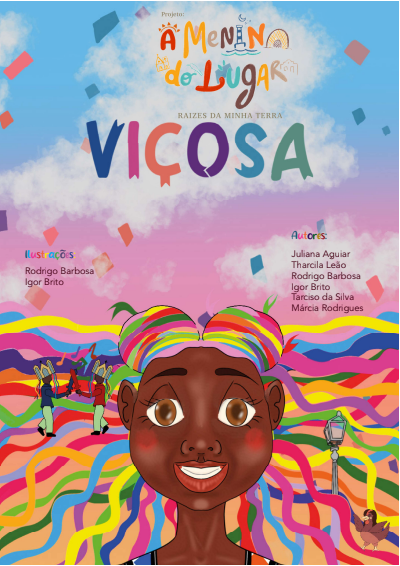 Projeto:
A MENINA
do LUGAR
RAIZES DA MINHA TERRA
VIÇOSA
Ilustrações
Rodrigo Barbosa
Igor Brito
Autores:
Juliana Aguiar
Tharcila Leão
Rodrigo Barbosa
Igor Brito
Tarciso da Silva
Márcia Rodrigues